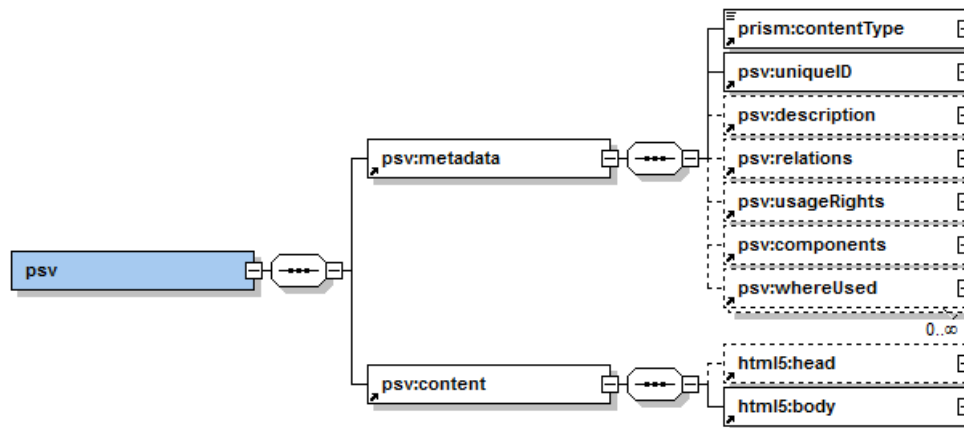 prism:contentType
psv:uniqueID
psv:description
psv:metadata
psv:relations
psv:usageRights
psv:components
psv
psv:whereUsed
0..∞
html5:head
psv:content
html5:body